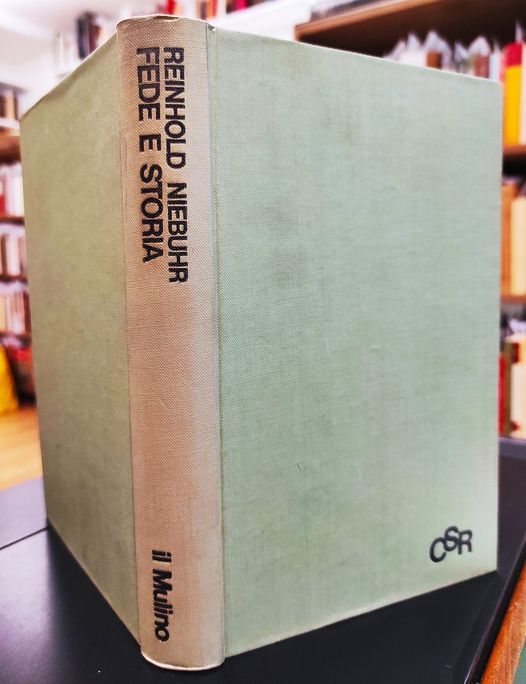 REINHOLD NIEBUHR
FEDE E STORIA
il Mulino
CSR